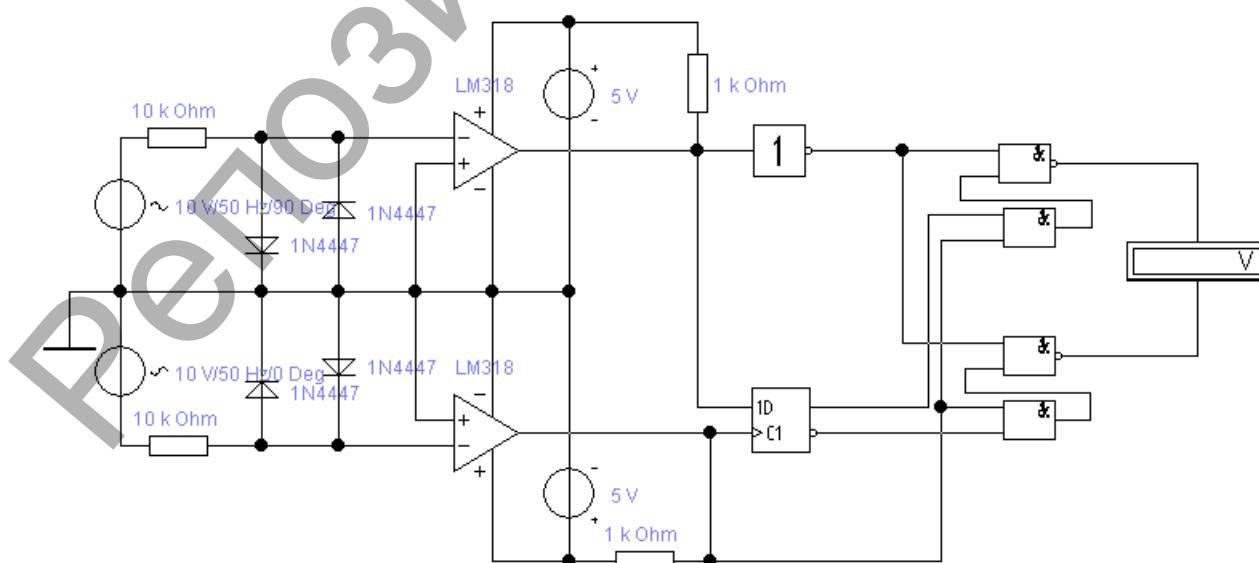 LM318
5 V
1 k Ohm
10 k Ohm
1
&
10 V/50 Hz/90 Deg
1N4447
1N4447
&
V
1N4447
LM318
&
10 V/50 Hz/0 Deg
1N4447
10 k Ohm
1D
C1
&
5 V
1 k Ohm
Репози